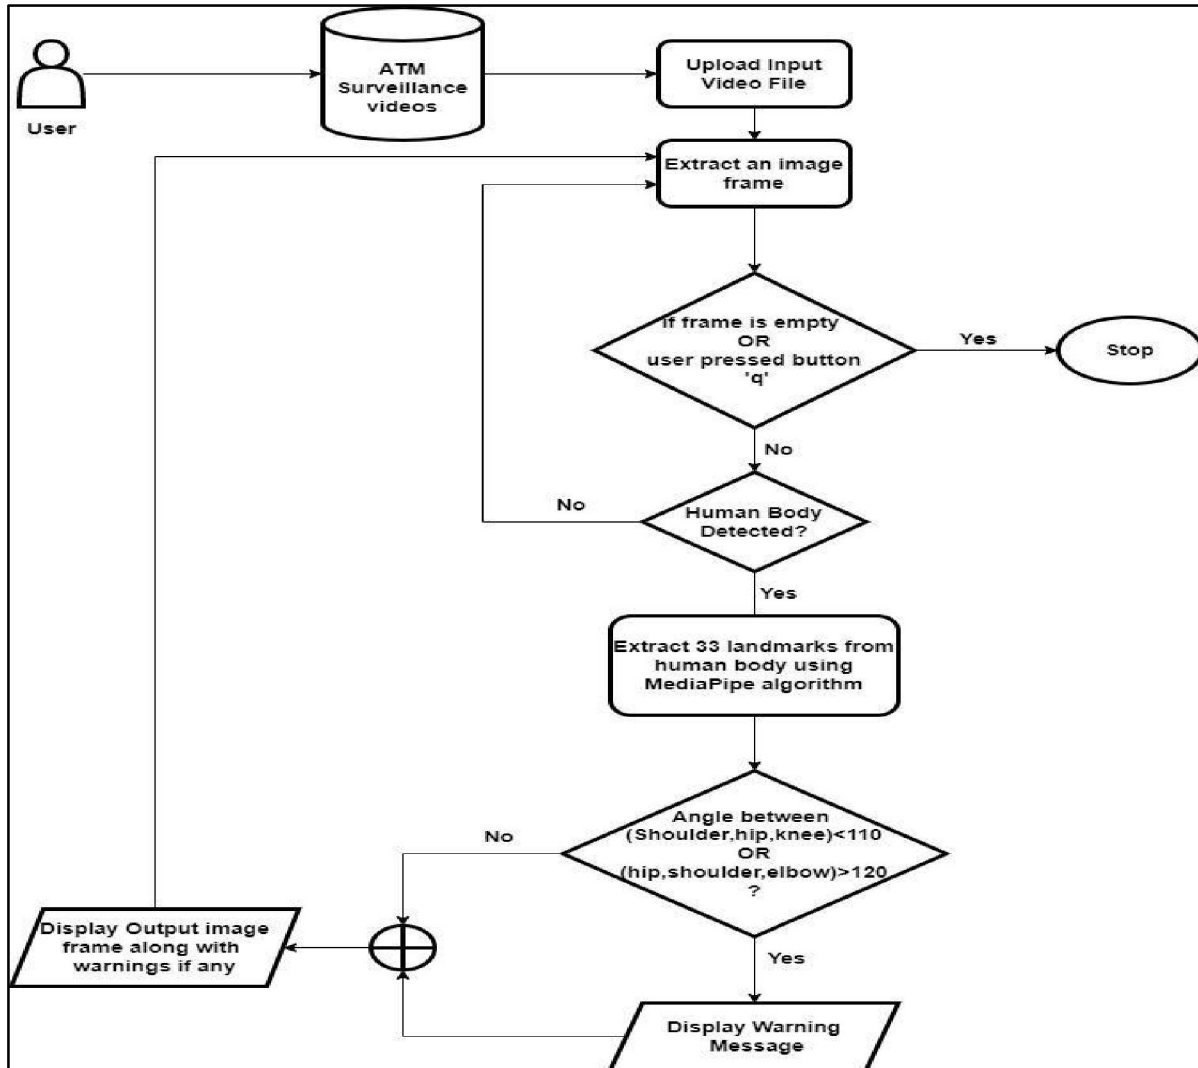 User
ATM
Surveillance
videos
Upload Input
Video File
Extract an image
frame
If frame is empty
OR
user pressed button
'q'
Yes
Stop
No
Human Body
Detected?
No
Yes
Extract 33 landmarks from
human body using
MediaPipe algorithm
Angle between
(Shoulder,hip,knee)<110
OR
(hip,shoulder,elbow)>120
?
No
Yes
Display Warning
Message
Display Output image
frame along with
warnings if any